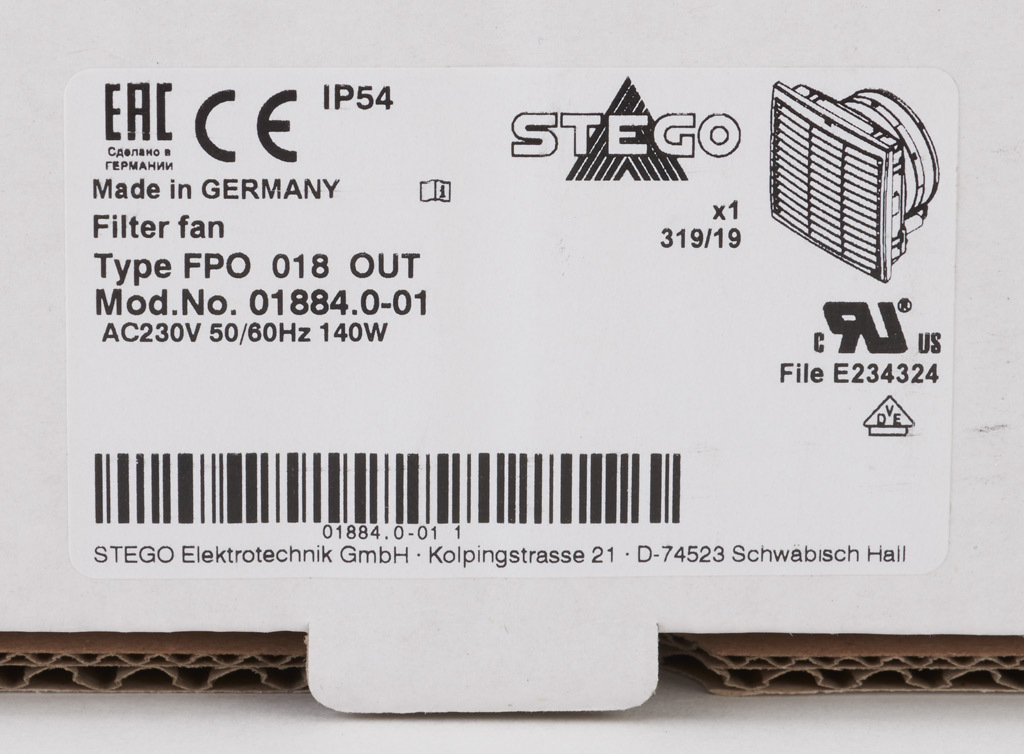 EAC CE IP54
Сделано в
ГЕРМАНИИ
Made in GERMANY
Filter fan
Type FPO 018 OUT
Mod.No. 01884.0-01
AC230V 50/60Hz 140W
STEGO
x1
319/19
c RU® US
File E234324
DVE
01884.0-01 1
STEGO Elektrotechnik GmbH · Kolpingstrasse 21 · D-74523 Schwäbisch Hall